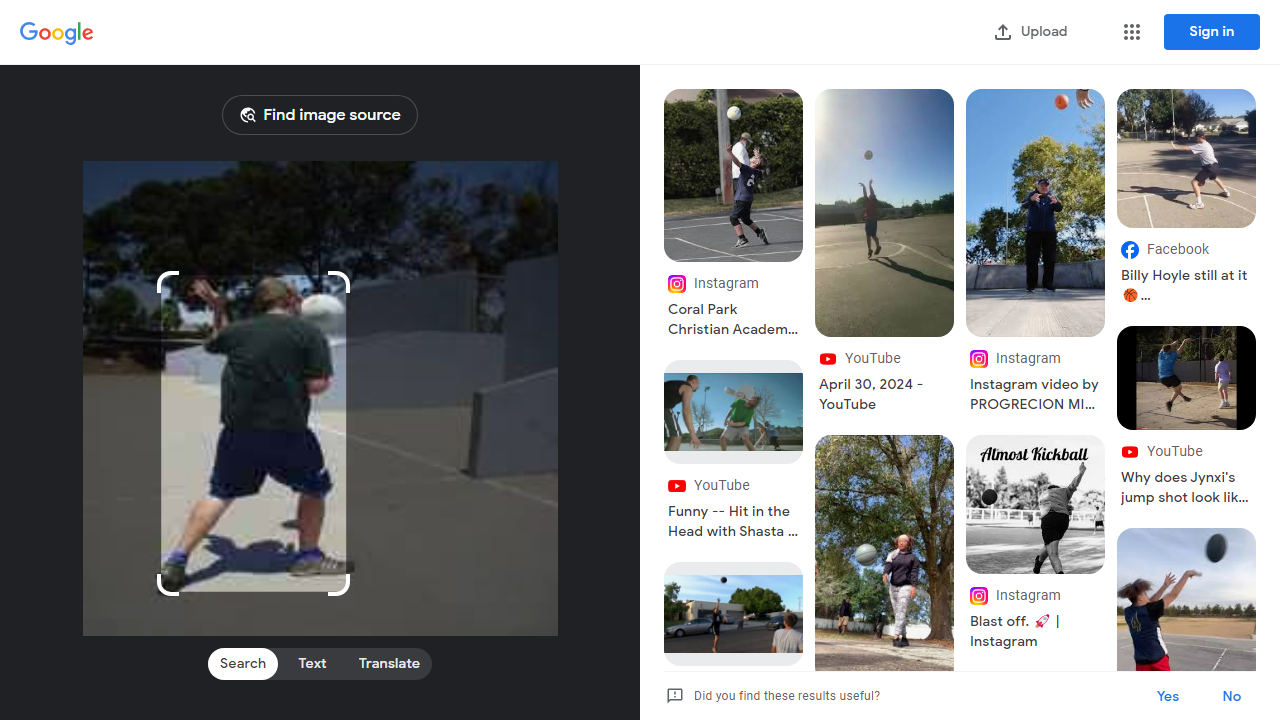 Google
Upload
Sign in
Find image source
Search
Text
Translate
Instagram
Coral Park
Christian Academ...
YouTube
Funny -- Hit in the
Head with Shasta ...
YouTube
April 30, 2024 -
YouTube
Instagram
Instagram video by
PROGRECION MI...
Almost Kickball
Instagram
Blast off. 🚀 |
Instagram
Facebook
Billy Hoyle still at it
🏀 ...
YouTube
Why does Jynxi's
jump shot look lik...
Did you find these results useful?
Yes
No